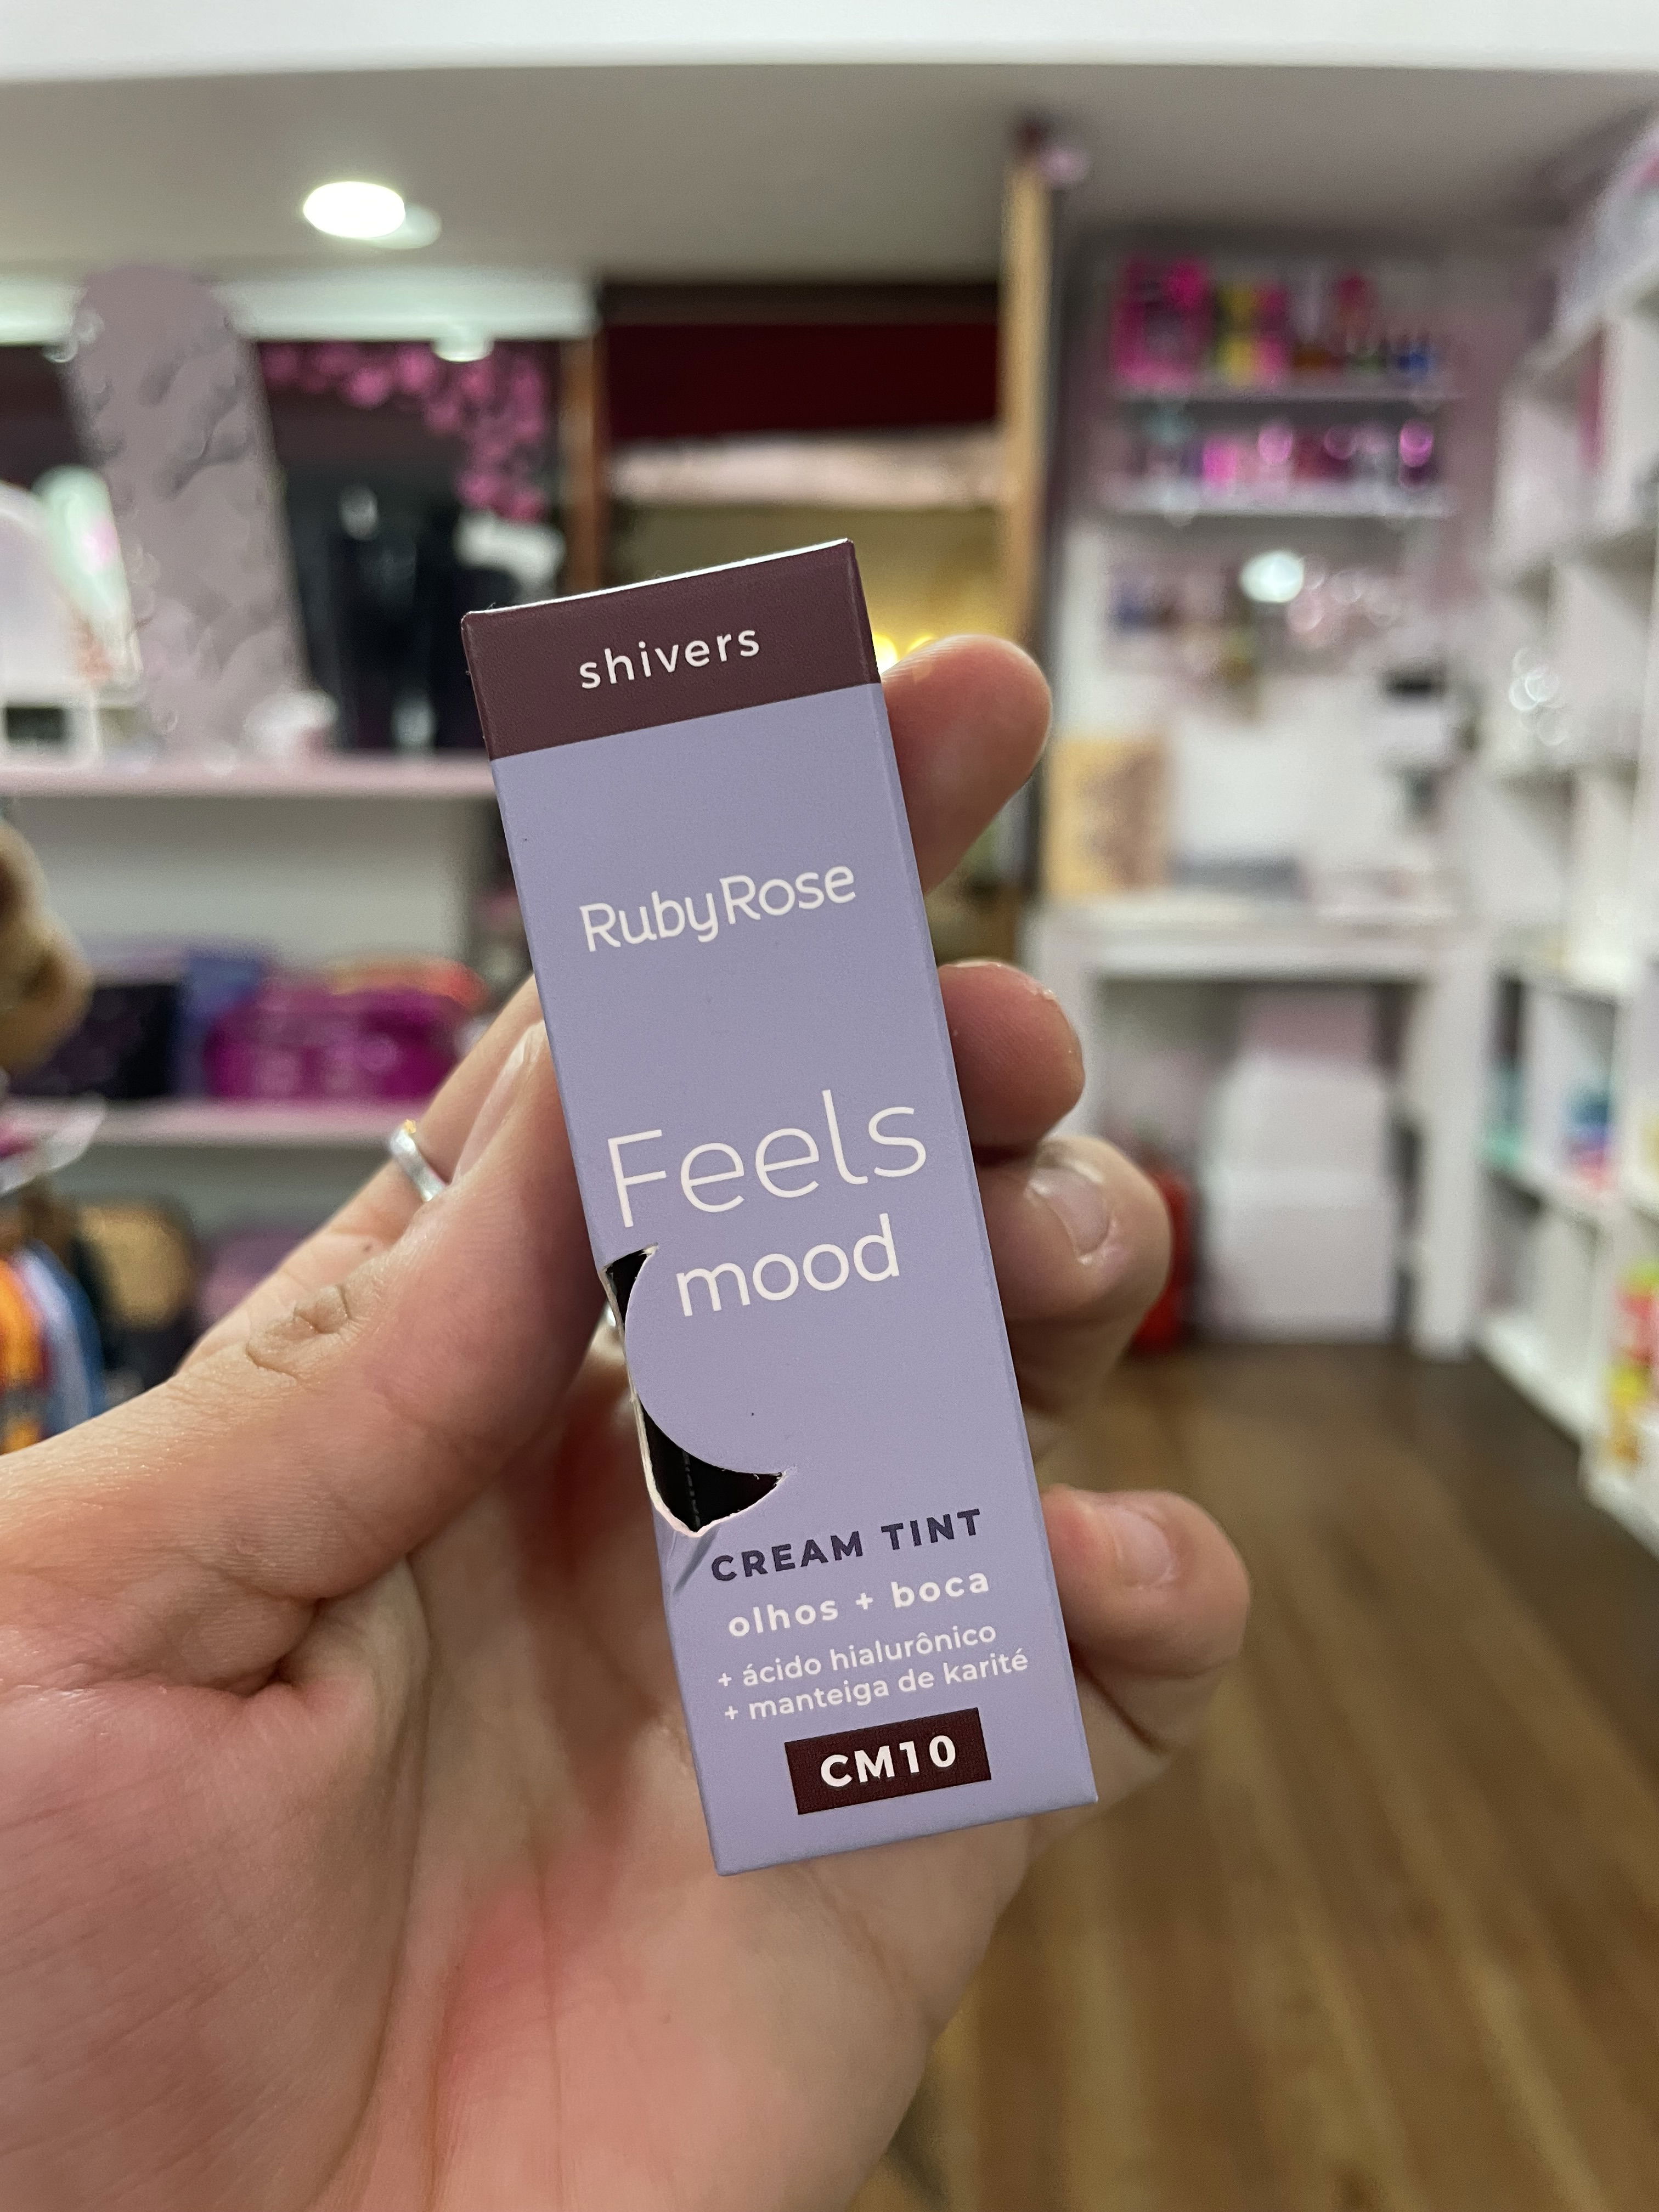 shivers
RubyRose
Feels
mood
CREAM TINT
olhos + boca
+ ácido hialurônico
+ manteiga de karité
CM10